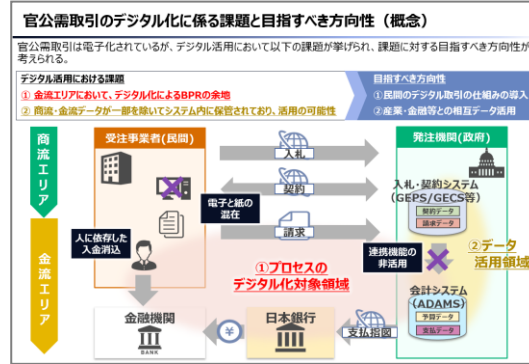 官公需取引のデジタル化に係る課題と目指すべき方向性（概念）
官公需取引は電子化されているが、デジタル活用において以下の課題が挙げられ、課題に対する目指すべき方向性が
考えられる。
デジタル活用における課題
① 金流エリアにおいて、デジタル化によるBPRの余地
② 商流・金流データが一部を除いてシステム内に保管されており、活用の可能性
目指すべき方向性
①民間のデジタル取引の仕組みの導入
②産業・金融等との相互データ活用
商流エリア
金流エリア
受注事業者(民間)
発注機関(政府)
入札
契約
請求
電子と紙の
混在
人に依存した
入金消込
入札・契約システム
（GEPS/GECS等）
契約データ
請求データ
連携機能の
非活用
②データ
活用領域
①プロセスの
デジタル化対象領域
会計システム
（ADAMS）
予算データ
支払データ
金融機関
BANK
¥
日本銀行
支払指図